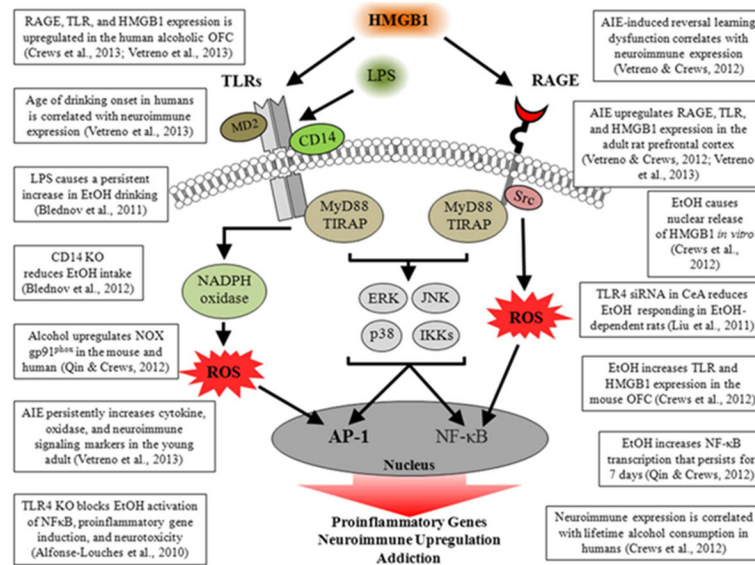 RAGE, TLR, and HMGB1 expression is
upregulated in the human alcoholic OFC
(Crews et al., 2013; Vetreno et al., 2013)
Age of drinking onset in humans
is correlated with neuroimmune
expression (Vetreno et al., 2013)
LPS causes a persistent
increase in EtOH drinking
(Blednov et al., 2011)
CD14 KO
reduces EtOH intake
(Blednov et al., 2012)
Alcohol upregulates NOX
gp91phox in the mouse and
human (Qin & Crews, 2012)
AIE persistently increases cytokine,
oxidase, and neuroimmune
signaling markers in the young
adult (Vetreno et al., 2013)
TLR4 KO blocks EtOH activation
of NFκB, proinflammatory gene
induction, and neurotoxicity
(Alfonse-Louches et al., 2010)
HMGB1
TLRs
LPS
RAGE
MD2
CD14
Src
MyD88
TIRAP
MyD88
TIRAP
NADPH
oxidase
ERK
JNK
p38
IKKs
ROS
ROS
AP-1
NF-κB
Nucleus
Proinflammatory Genes
Neuroimmune Upregulation
Addiction
AIE-induced reversal learning
dysfunction correlates with
neuroimmune expression
(Vetreno & Crews, 2012)
AIE upregulates RAGE, TLR,
and HMGB1 expression in the
adult rat prefrontal cortex
(Vetreno & Crews, 2012; Vetreno
et al., 2013)
EtOH causes
nuclear release
of HMGB1 in vitro
(Crews et al.,
2012)
TLR4 siRNA in CeA reduces
EtOH responding in EtOH-
dependent rats (Liu et al., 2011)
EtOH increases TLR and
HMGB1 expression in the
mouse OFC (Crews et al., 2012)
EtOH increases NF-κB
transcription that persists for
7 days (Qin & Crews, 2012)
Neuroimmune expression is correlated
with lifetime alcohol consumption in
humans (Crews et al., 2012)